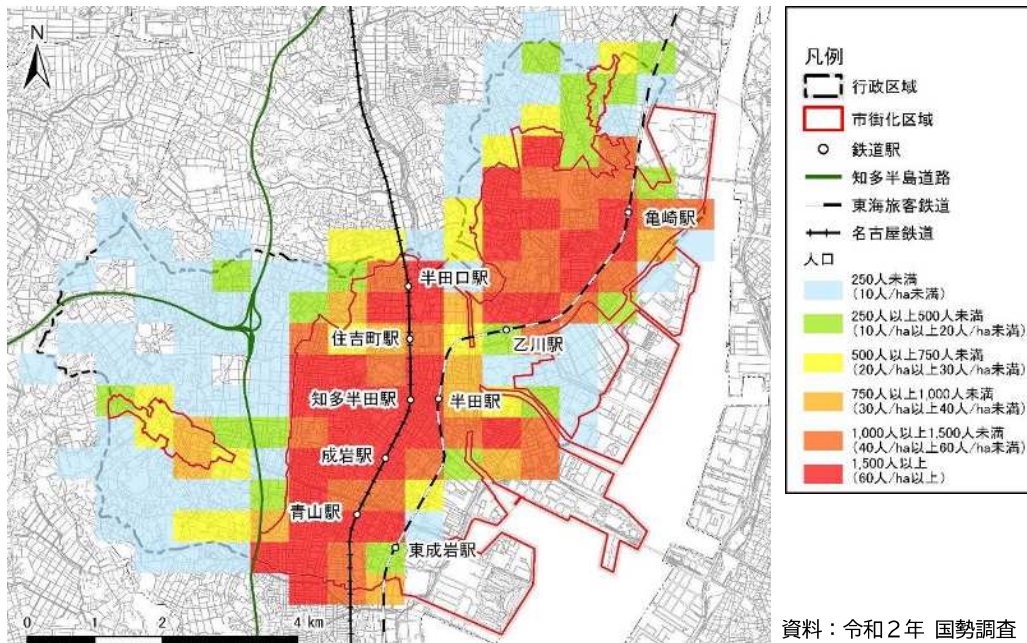 N
亀崎駅
半田口駅
住吉町駅
乙川駅
知多半田駅
半田駅
成岩駅
青山駅
東成岩駅
0 1 2 4 km
凡例
行政区域
市街化区域
鉄道駅
知多半島道路
東海旅客鉄道
名古屋鉄道
人口
250人未満
(10人/ha未満)
250人以上500人未満
(10人/ha以上20人/ha未満)
500人以上750人未満
(20人/ha以上30人/ha未満)
750人以上1,000人未満
(30人/ha以上40人/ha未満)
1,000人以上1,500人未満
(40人/ha以上60人/ha未満)
1,500人以上
(60人/ha以上)
資料：令和2年 国勢調査